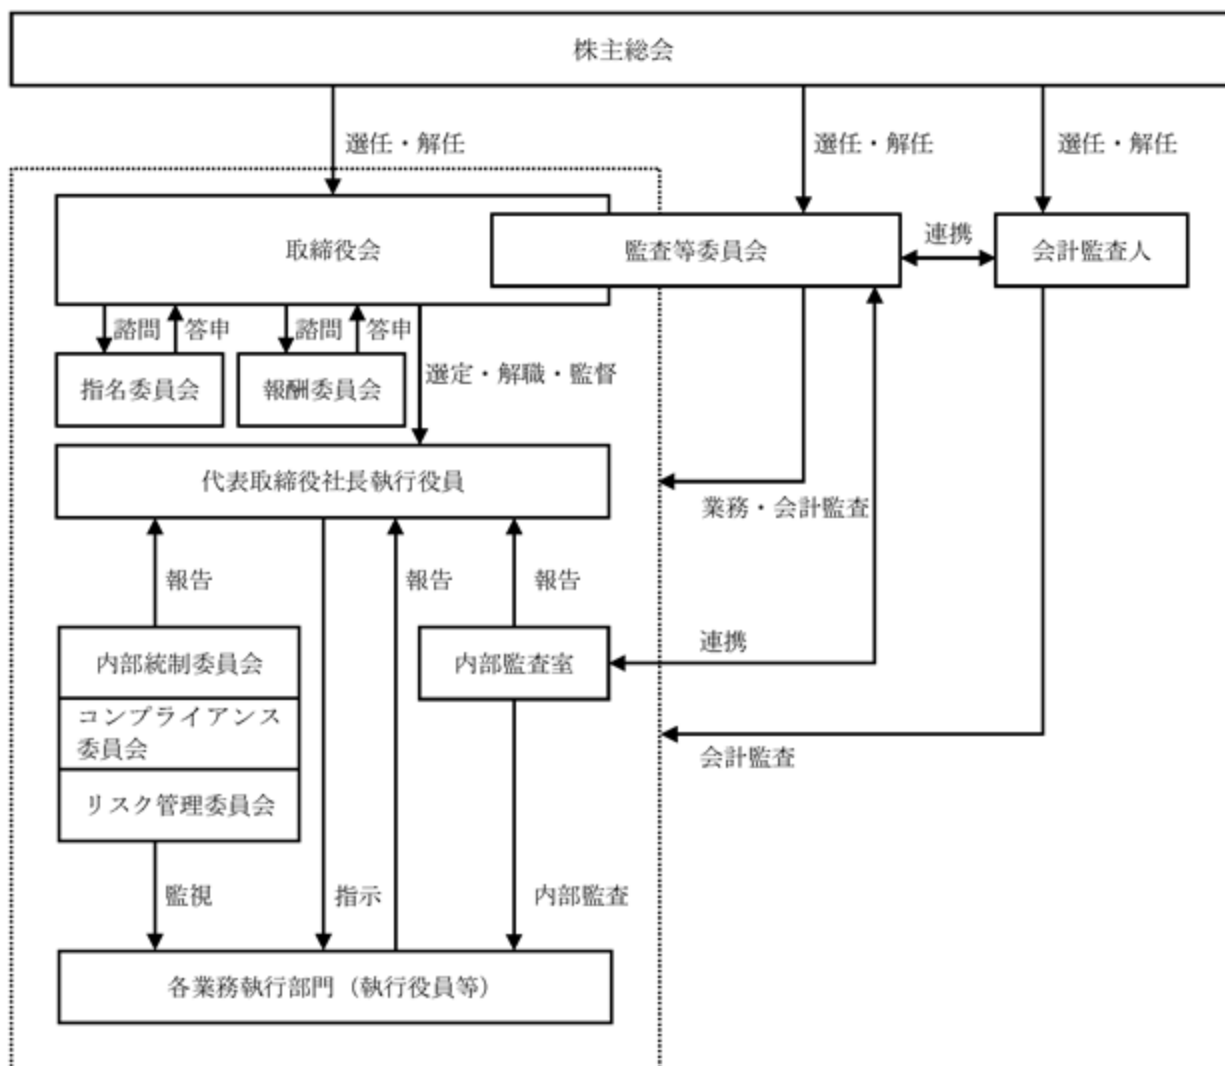 株主総会
選任・解任
選任・解任
選任・解任
取締役会
監査等委員会
連携
会計監査人
諮問
答申
諮問
答申
指名委員会
報酬委員会
選定・解職・監督
代表取締役社長執行役員
業務・会計監査
報告
報告
報告
内部統制委員会
内部監査室
連携
コンプライアンス
委員会
会計監査
リスク管理委員会
監視
指示
内部監査
各業務執行部門（執行役員等）